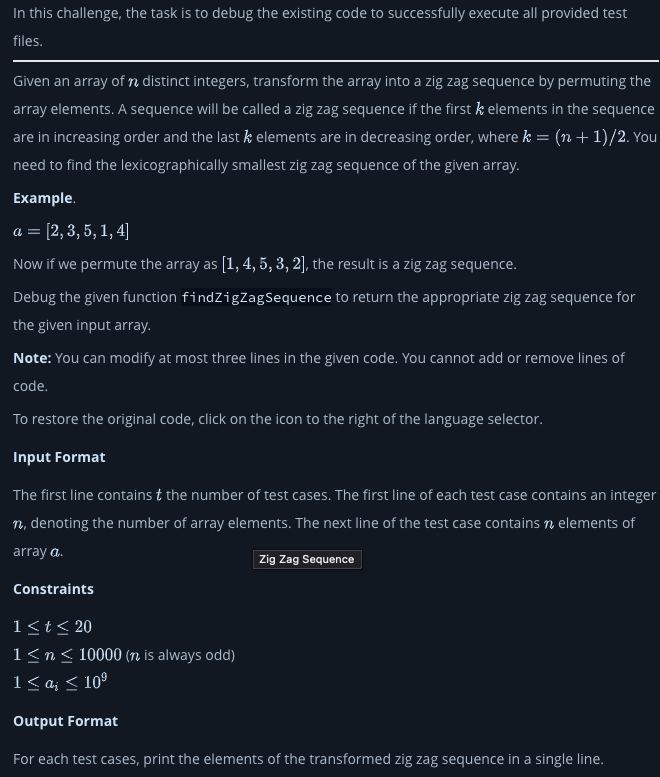 In this challenge, the task is to debug the existing code to successfully execute all provided test
files.
Given an array of n distinct integers, transform the array into a zig zag sequence by permuting the
array elements. A sequence will be called a zig zag sequence if the first k elements in the sequence
are in increasing order and the last k elements are in decreasing order, where k = (n + 1)/2. You
need to find the lexicographically smallest zig zag sequence of the given array.
Example.
a = [2, 3, 5, 1, 4]
Now if we permute the array as [1, 4, 5, 3, 2], the result is a zig zag sequence.
Debug the given function findZigZagSequence to return the appropriate zig zag sequence for
the given input array.
Note: You can modify at most three lines in the given code. You cannot add or remove lines of
code.
To restore the original code, click on the icon to the right of the language selector.
Input Format
The first line contains t the number of test cases. The first line of each test case contains an integer
n, denoting the number of array elements. The next line of the test case contains n elements of
array a.
Zig Zag Sequence
Constraints
1 ≤ t ≤ 20
1 ≤ n ≤ 10000 (n is always odd)
1 ≤ aᵢ ≤ 10⁹
Output Format
For each test cases, print the elements of the transformed zig zag sequence in a single line.